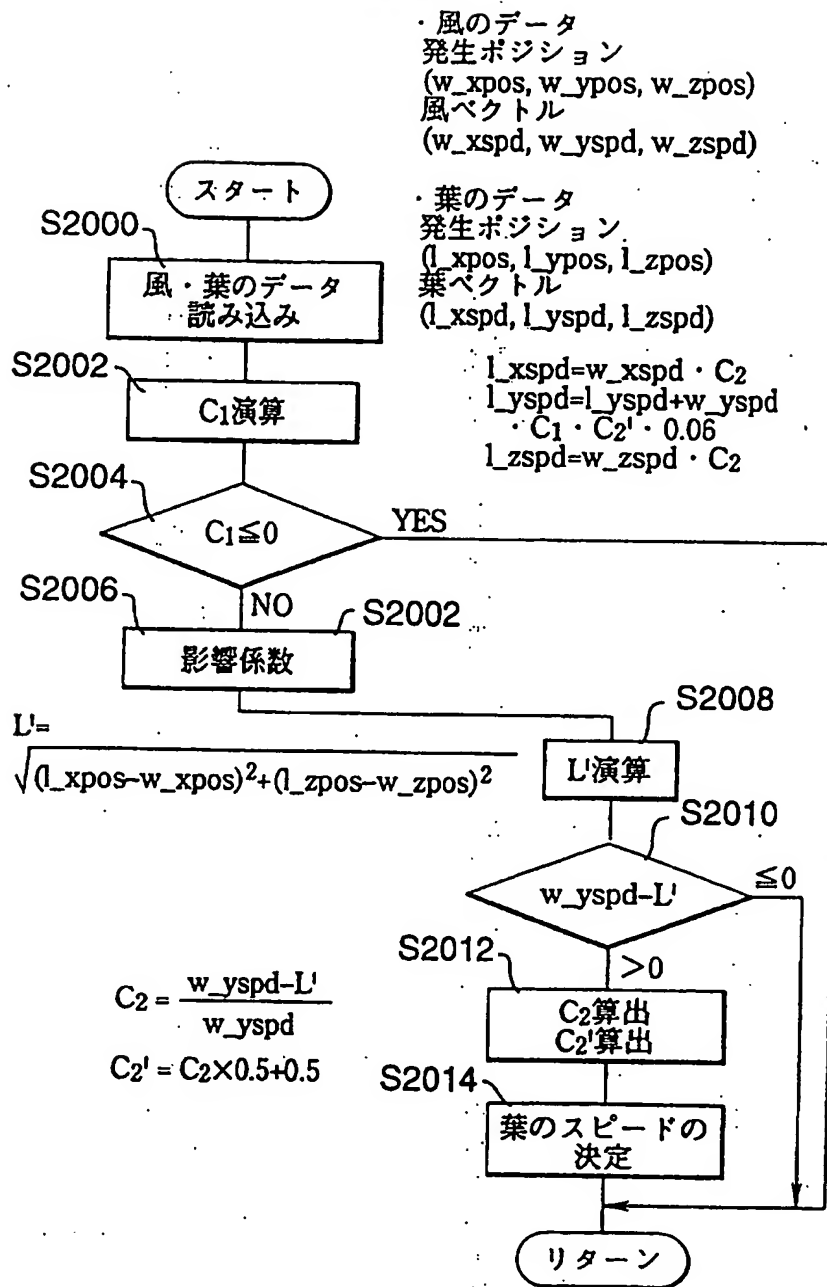 ・風のデータ
発生ポジション
(w_xpos, w_ypos, w_zpos)
風ベクトル
(w_xspd, w_yspd, w_zspd)
・葉のデータ
発生ポジション
(l_xpos, l_ypos, l_zpos)
葉ベクトル
(l_xspd, l_yspd, l_zspd)
l_xspd=w_xspd・C2
l_yspd=l_yspd+w_yspd
・C1・C2'・0.06
l_zspd=w_zspd・C2
スタート
S2000
風・葉のデータ
読み込み
S2002
C1演算
S2004
C1≦0
YES
NO
S2006
S2002
影響係数
L'=
√(l_xpos-w_xpos)²+(l_zpos-w_zpos)²
S2008
L'演算
S2010
w_yspd-L'
≦0
>0
S2012
C2算出
C2'算出
C2 = w_yspd-L'
w_yspd
C2' = C2×0.5+0.5
S2014
葉のスピードの
決定
リターン